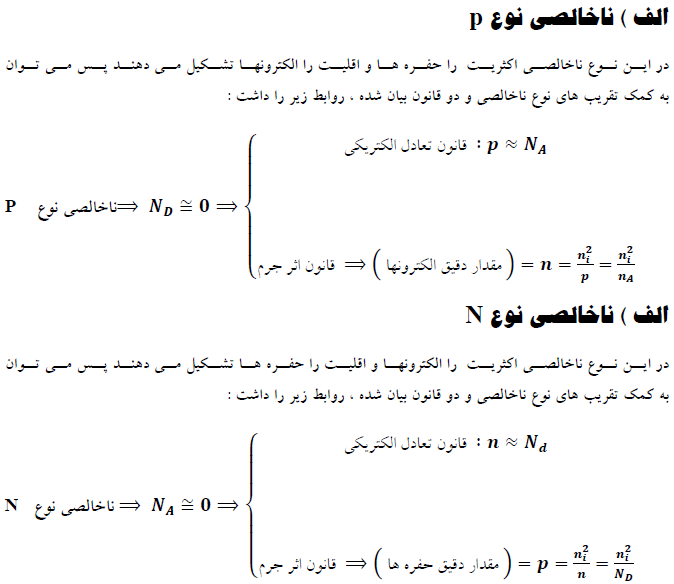 الف ) ناخالصی نوع p
در این نوع ناخالصی اکثریت را حفره ها و اقلیت را الکترونها تشکیل می دهند پس می توان
به کمک تقریب های نوع ناخالصی و دو قانون بیان شده ، روابط زیر را داشت :
قانون تعادل الکتریکی : p ≈ N_A
P ناخالصی نوع ⟹ N_D ≅ 0 ⟹
قانون اثر جرم ⟹ ( مقدار دقیق الکترونها ) = n = n_i^2/p = n_i^2/n_A
الف ) ناخالصی نوع N
در این نوع ناخالصی اکثریت را الکترونها و اقلیت را حفره ها تشکیل می دهند پس می توان
به کمک تقریب های نوع ناخالصی و دو قانون بیان شده ، روابط زیر را داشت :
قانون تعادل الکتریکی : n ≈ N_d
N ناخالصی نوع ⟹ N_A ≅ 0 ⟹
قانون اثر جرم ⟹ ( مقدار دقیق حفره ها ) = p = n_i^2/n = n_i^2/N_D